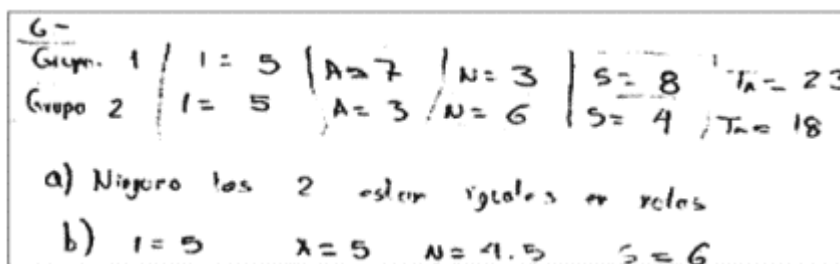 6-
Grupo 1 | I = 5 | A = 7 | N = 3 | S = 8 | Ta = 23
Grupo 2 | I = 5 | A = 3 | N = 6 | S = 4 | Ta = 18
a) Ninguno los 2 estan iguales en
b) I = 5 A = 5 N = 4.5 S = 6